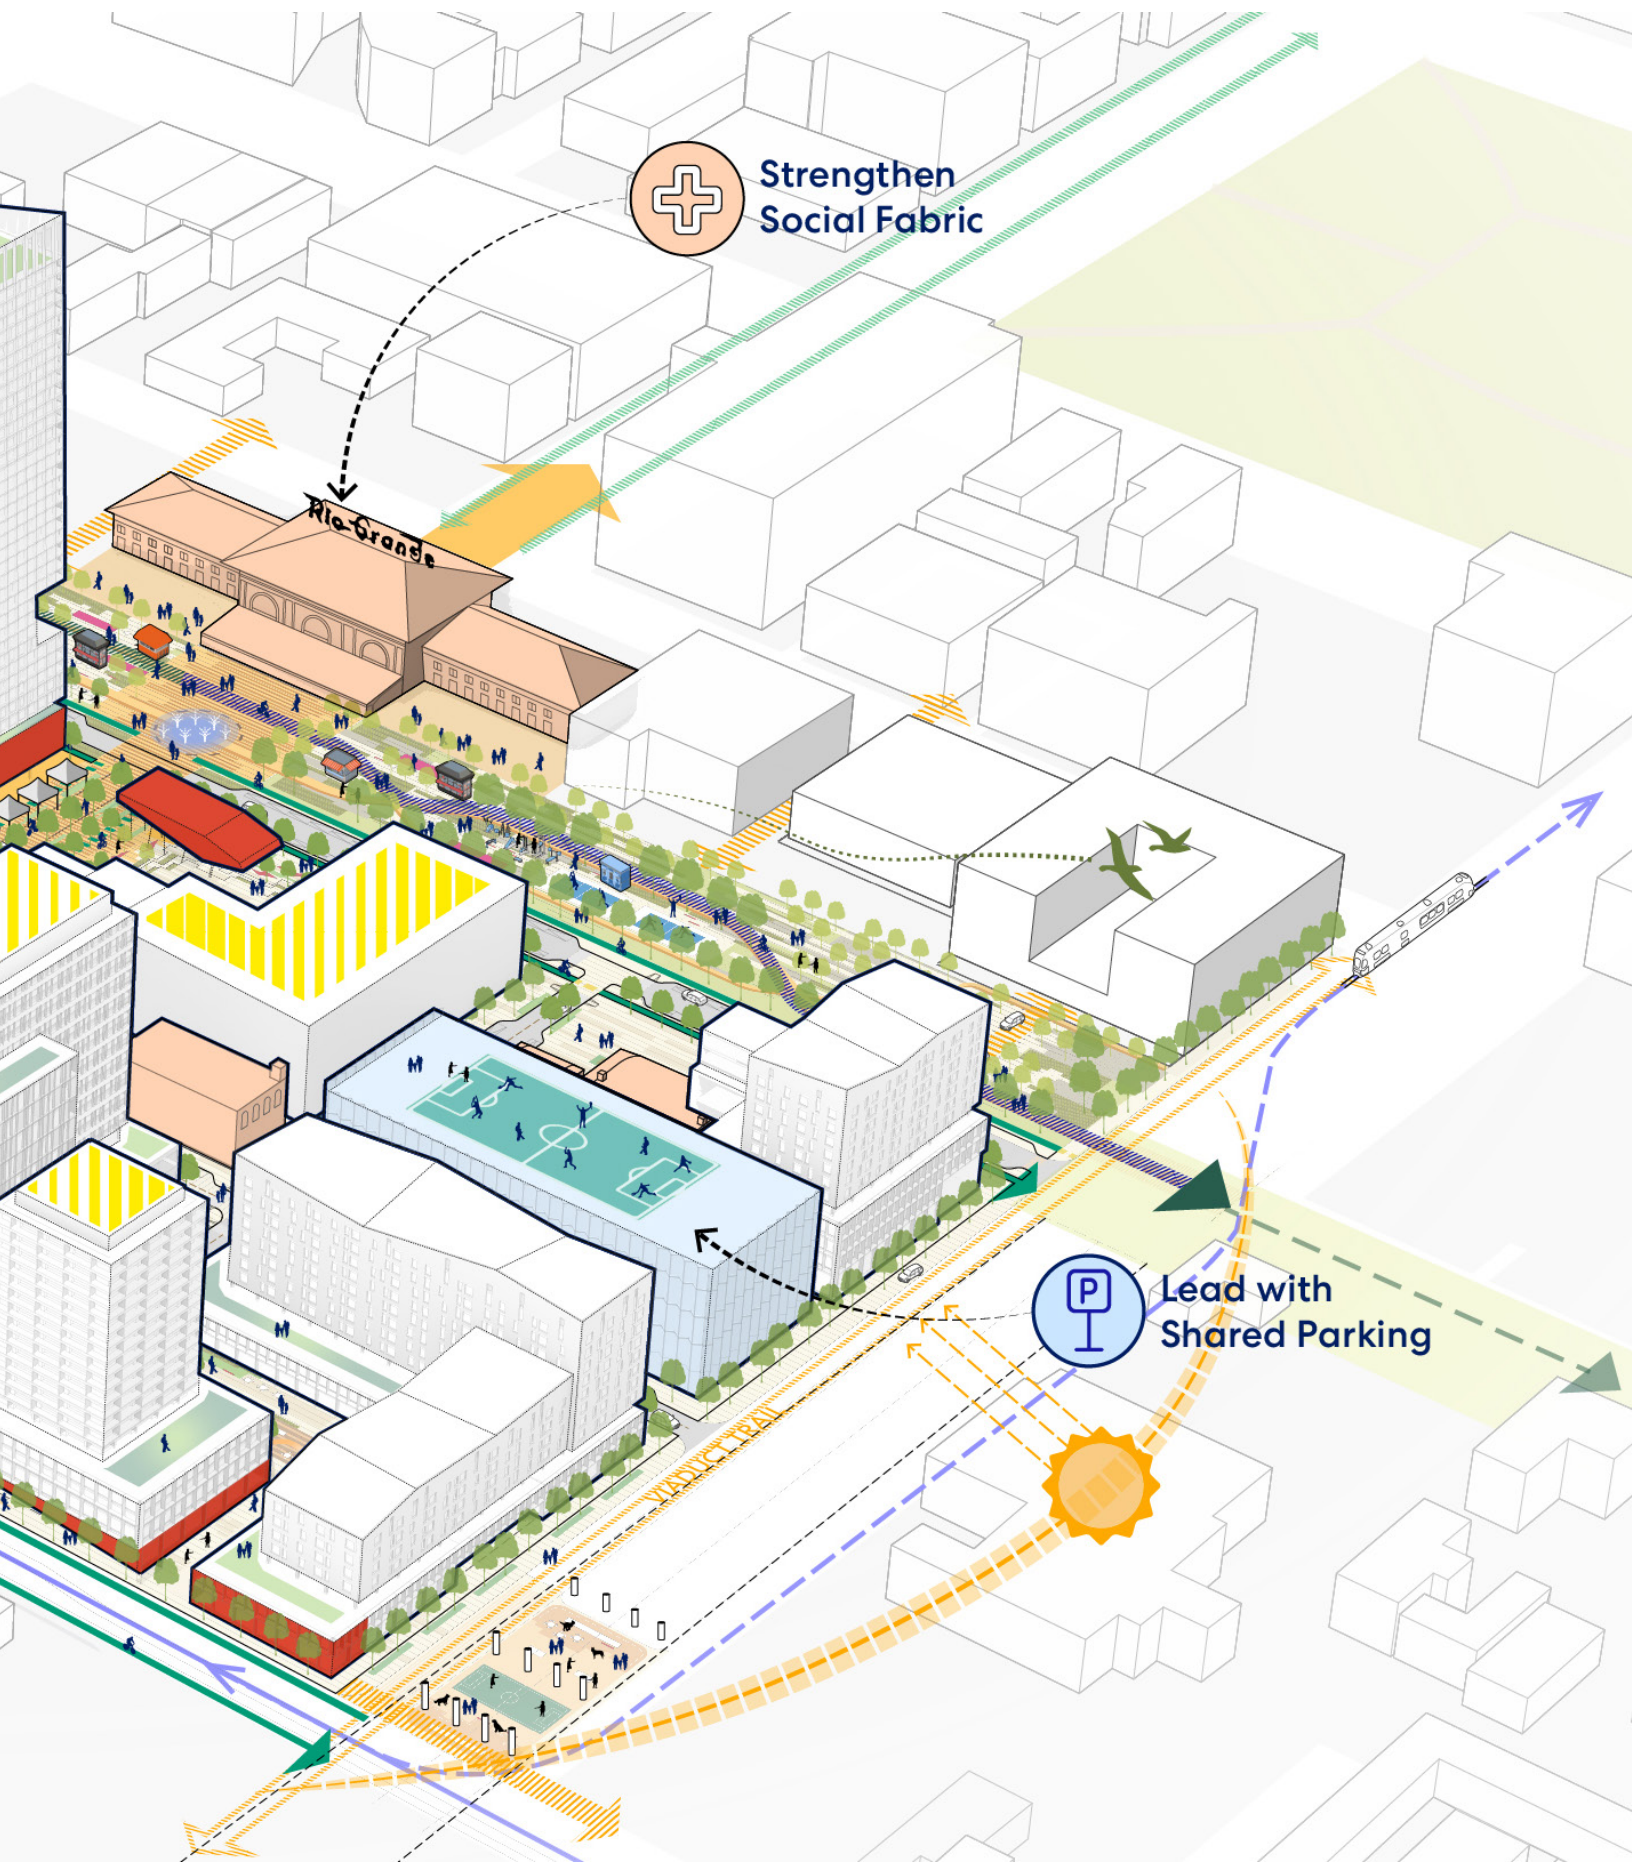 Strengthen
Social Fabric
Rio Grande
P
Lead with
Shared Parking
VIADUCT TRAIL